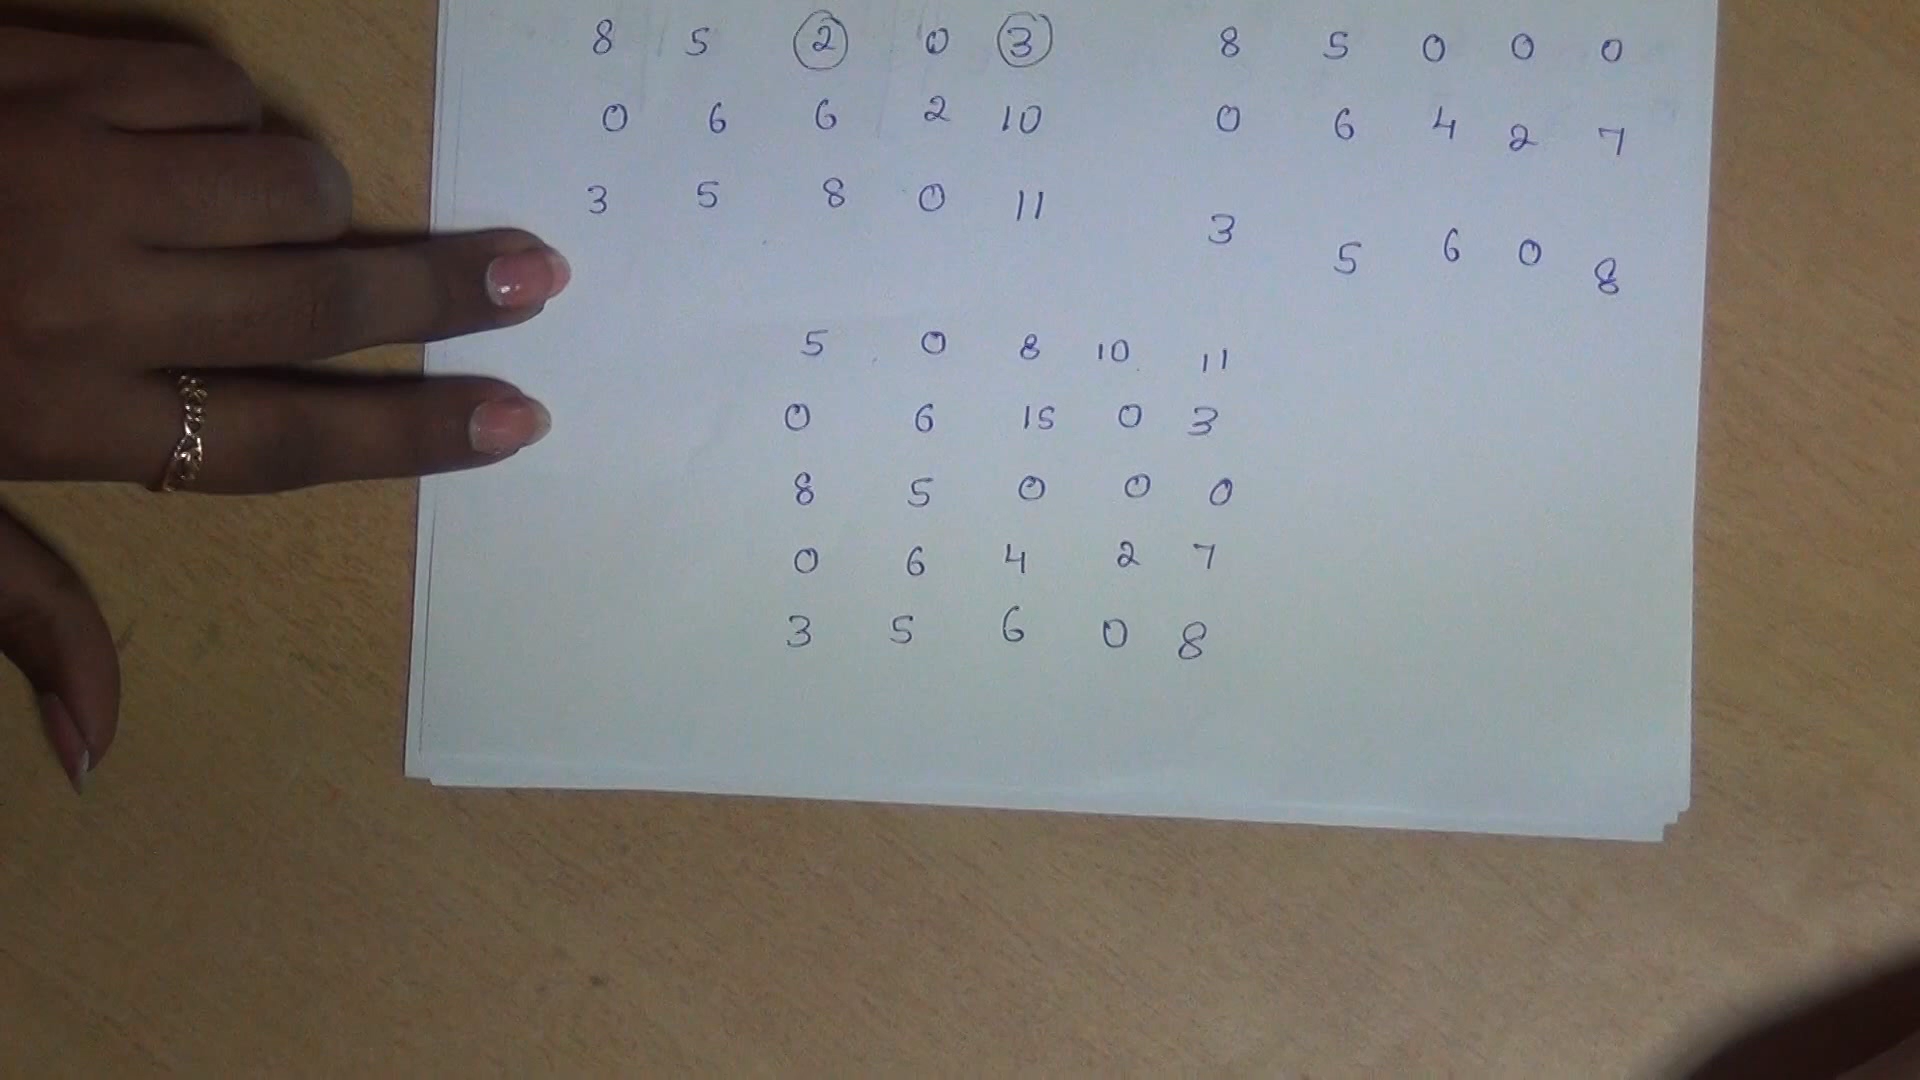 8 5 2 0 3
0 6 6 2 10
3 5 8 0 11
8 5 0 0 0
0 6 4 2 7
3 5 6 0 8
5 0 8 10 11
0 6 15 0 3
8 5 0 0 0
0 6 4 2 7
3 5 6 0 8